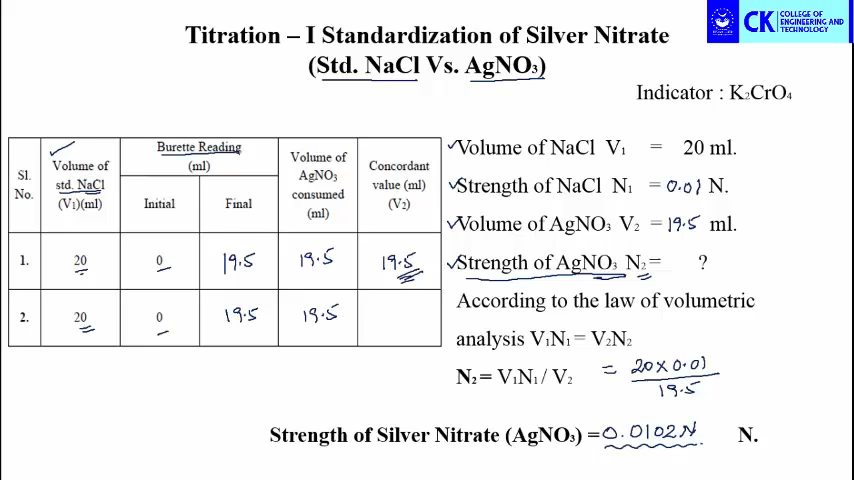 CK COLLEGE OF
ENGINEERING AND
TECHNOLOGY
Titration – I Standardization of Silver Nitrate
(Std. NaCl Vs. AgNO₃)
Indicator : K₂CrO₄
Sl. No. | Volume of std. NaCl (V₁)(ml) | Burette Reading (ml) | Volume of AgNO₃ consumed (ml) | Concordant value (ml) (V₂)
Initial | Final
1. | 20 | 0 | 19.5 | 19.5 | 19.5
2. | 20 | 0 | 19.5 | 19.5
Volume of NaCl V₁ = 20 ml.
Strength of NaCl N₁ = 0.01 N.
Volume of AgNO₃ V₂ = 19.5 ml.
Strength of AgNO₃ N₂ = ?
According to the law of volumetric
analysis V₁N₁ = V₂N₂
N₂ = V₁N₁ / V₂ = 20 x 0.01 / 19.5
Strength of Silver Nitrate (AgNO₃) = 0.0102 N N.